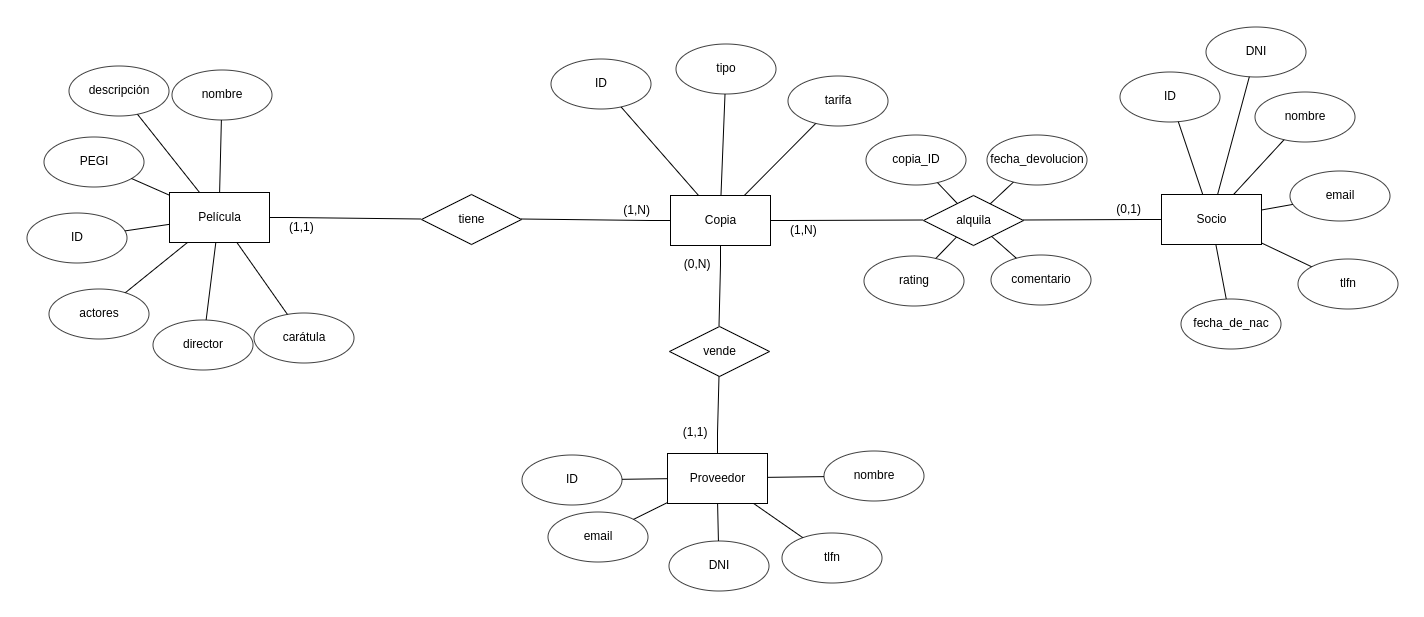 DNI
descripción
nombre
ID
tipo
tarifa
ID
nombre
PEGI
copia_ID
fecha_devolucion
email
Película
(1,1)
tiene
(1,N)
Copia
(1,N)
alquila
(0,1)
Socio
ID
(0,N)
rating
comentario
tlfn
actores
director
carátula
fecha_de_nac
vende
(1,1)
ID
Proveedor
nombre
email
DNI
tlfn